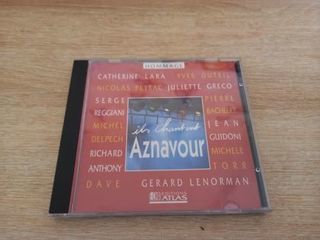 HOMMAGE
CATHERINE LARA YVES DUTEIL
NICOLAS PEYRAC JULIETTE GRECO
SERGE PIERRE
REGGIANI BACHELET
MICHEL JEAN
DELPECH GUIDONI
RICHARD MICHELE
ANTHONY TORR
ils chantent
Aznavour
DAVE GERARD LENORMAN
EDITIONS
ATLAS